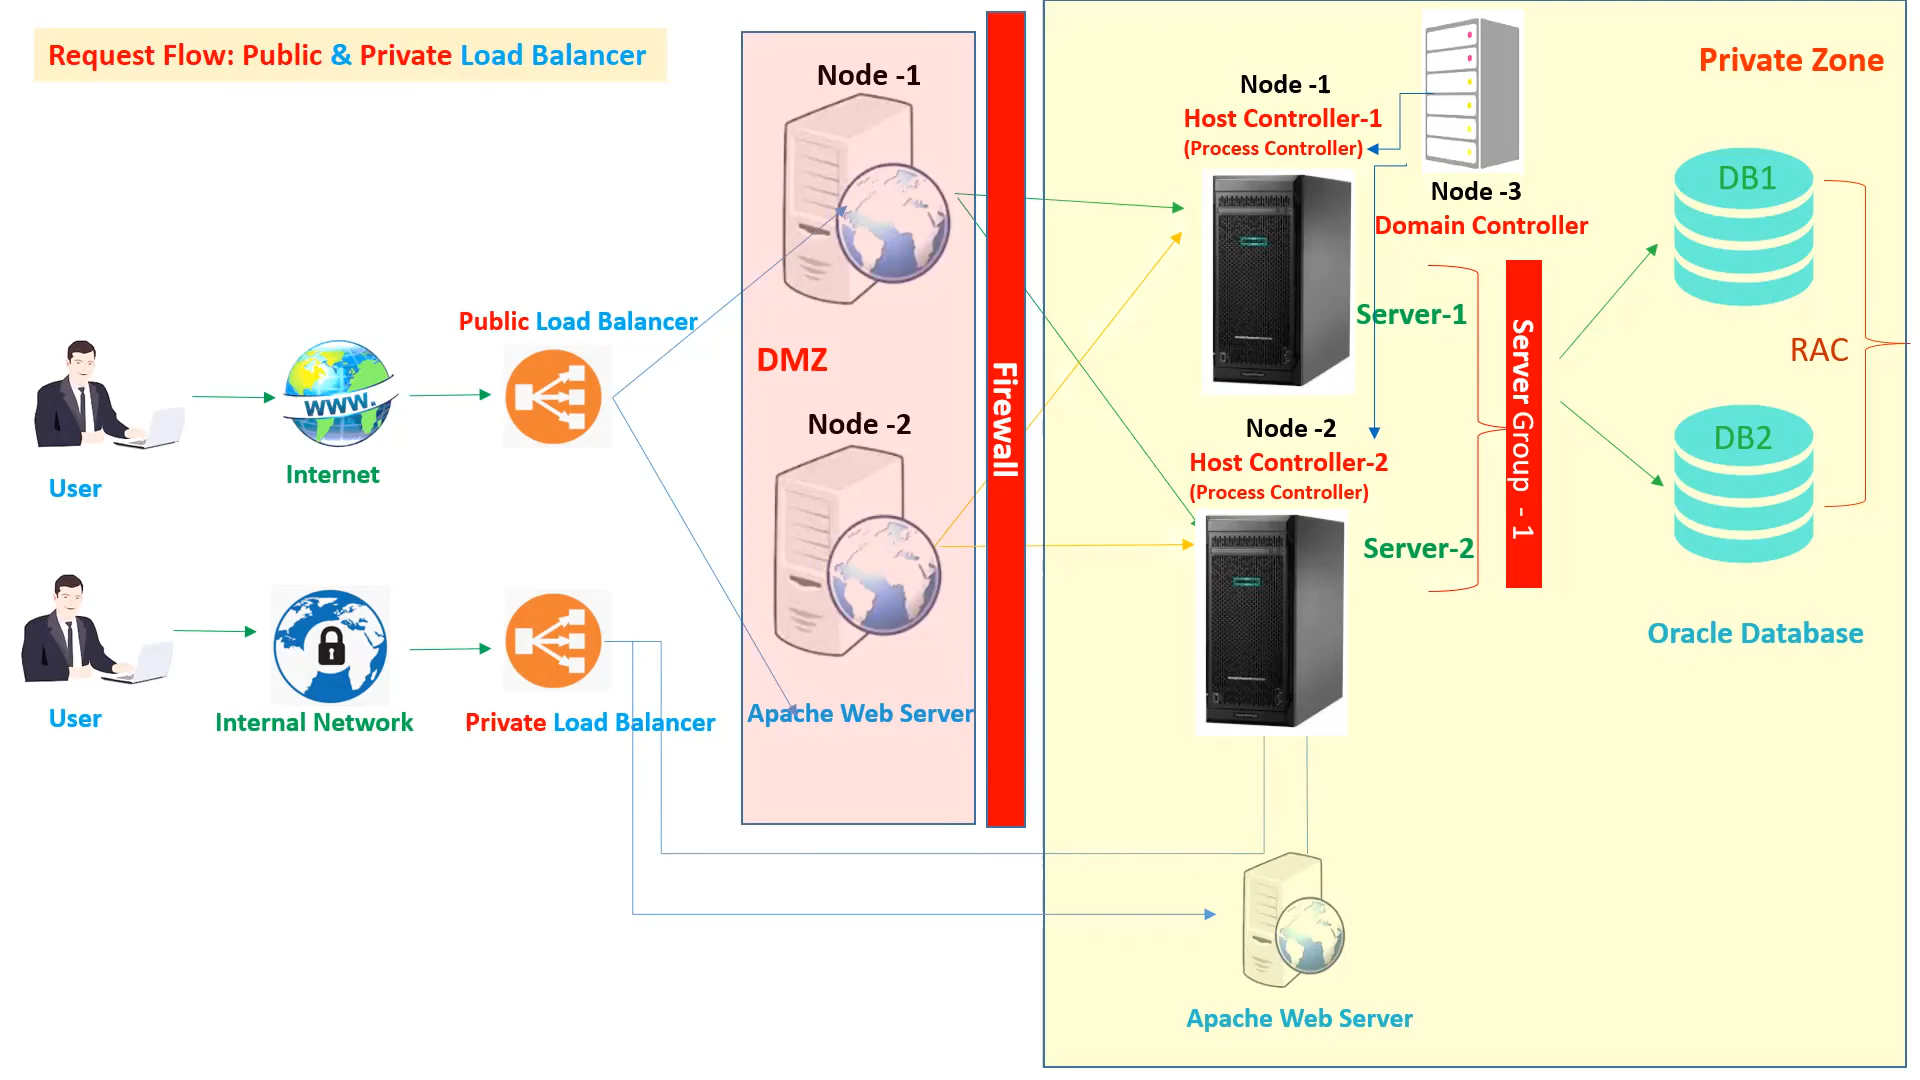 Request Flow: Public & Private Load Balancer
Node -1
DMZ
Node -2
Apache Web Server
Firewall
Private Zone
Node -1
Host Controller-1
(Process Controller)
Node -3
Domain Controller
Server-1
Node -2
Host Controller-2
(Process Controller)
Server-2
Server Group - 1
DB1
RAC
DB2
Oracle Database
Public Load Balancer
WWW.
User
Internet
User
Internal Network
Private Load Balancer
Apache Web Server